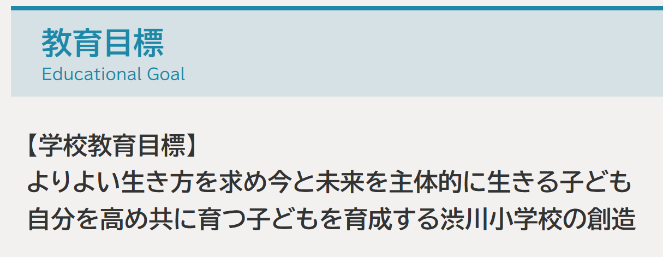 教育目標
Educational Goal
【学校教育目標】
よりよい生き方を求め今と未来を主体的に生きる子ども
自分を高め共に育つ子どもを育成する渋川小学校の創造